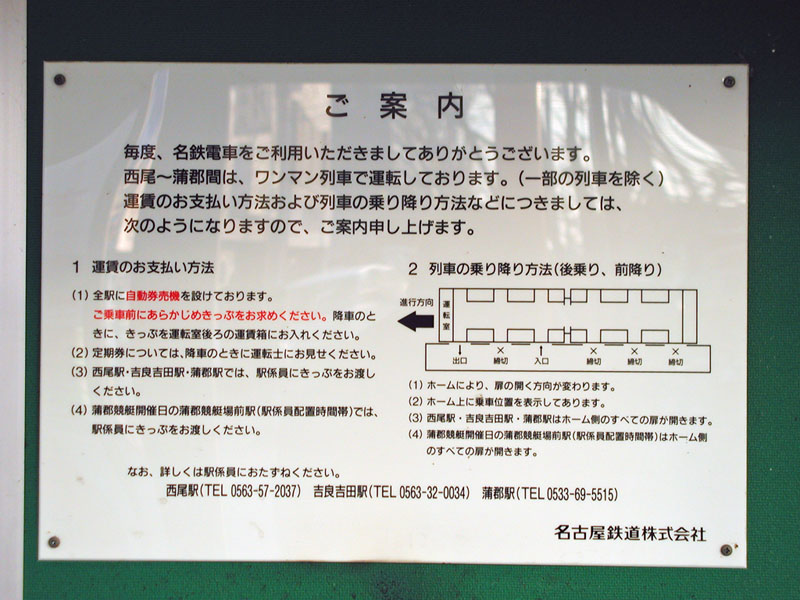 ご案内
毎度、名鉄電車をご利用いただきましてありがとうございます。
西尾～蒲郡間は、ワンマン列車で運転しております。(一部の列車を除く)
運賃のお支払い方法および列車の乗り降り方法などにつきましては、
次のようになりますので、ご案内申し上げます。
1 運賃のお支払い方法
(1) 全駅に自動券売機を設けております。
ご乗車前にあらかじめきっぷをお求めください。降車のと
きに、きっぷを運転室後ろの運賃箱にお入れください。
(2) 定期券については、降車のときに運転士にお見せください。
(3) 西尾駅・吉良吉田駅・蒲郡駅では、駅係員にきっぷをお渡し
ください。
(4) 蒲郡競艇開催日の蒲郡競艇場前駅(駅係員配置時間帯)では、
駅係員にきっぷをお渡しください。
2 列車の乗り降り方法(後乗り、前降り)
進行方向
運転室
出口 締切 入口 締切 締切 締切
(1) ホームにより、扉の開く方向が変わります。
(2) ホーム上に乗車位置を表示してあります。
(3) 西尾駅・吉良吉田駅・蒲郡駅はホーム側のすべての扉が開きます。
(4) 蒲郡競艇開催日の蒲郡競艇場前駅(駅係員配置時間帯)はホーム側
のすべての扉が開きます。
なお、詳しくは駅係員におたずねください。
西尾駅(TEL 0563-57-2037) 吉良吉田駅(TEL 0563-32-0034) 蒲郡駅(TEL 0533-69-5515)
名古屋鉄道株式会社